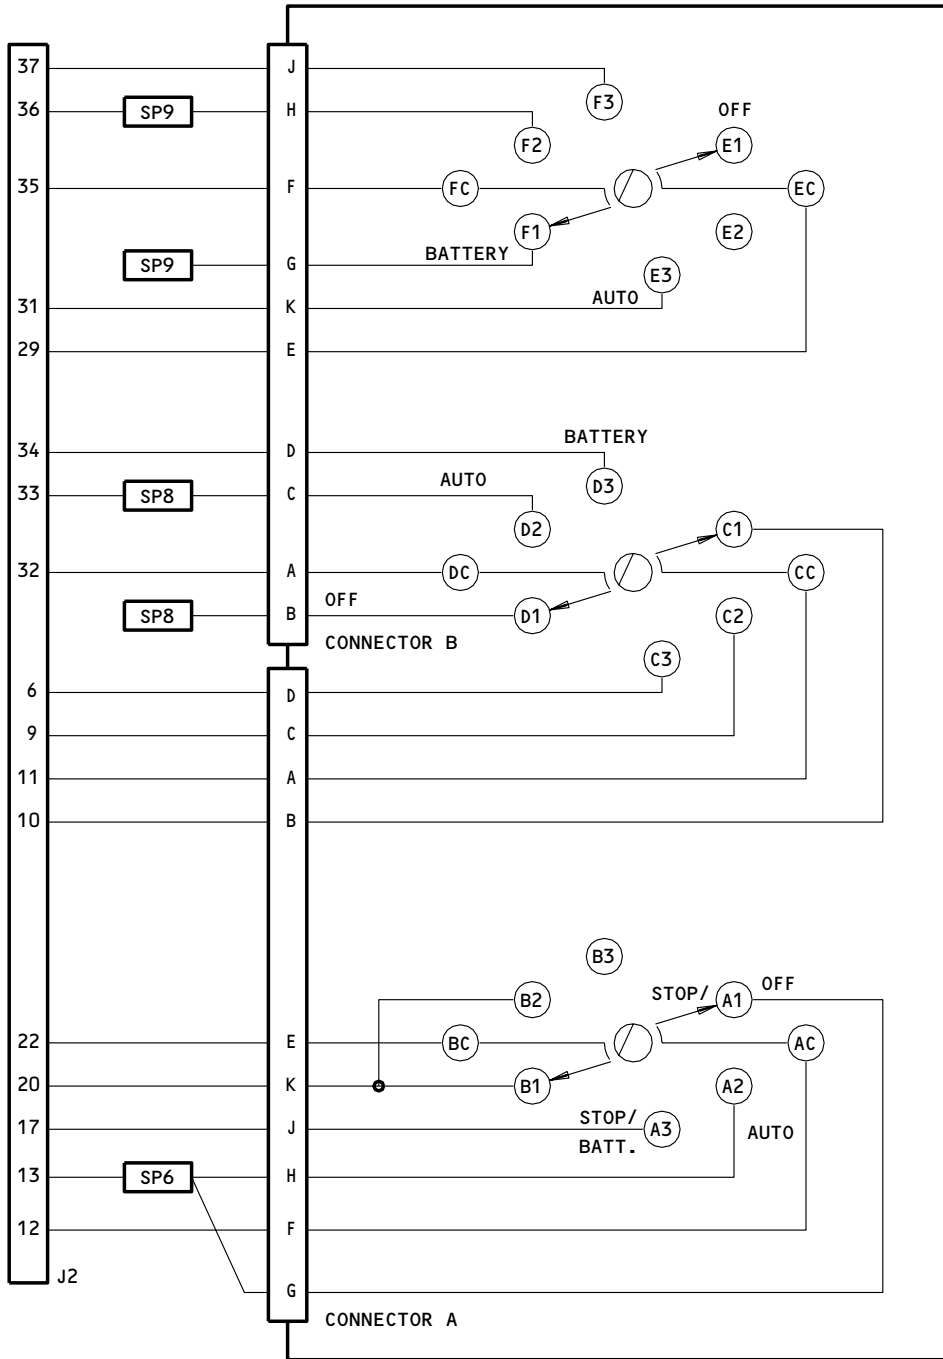 37 J
F3
36 SP9 H OFF
F2 E1
35 F FC EC
F1 E2
SP9 G BATTERY
E3
31 K AUTO
29 E
34 D BATTERY
33 SP8 C AUTO D3
D2 C1
32 A DC CC
SP8 B OFF D1 C2
CONNECTOR B
C3
6 D
9 C
11 A
10 B
B3
B2 STOP/ A1 OFF
22 E BC AC
20 K B1 A2
17 J STOP/ A3 AUTO
BATT.
13 SP6 H
12 F
J2
G
CONNECTOR A